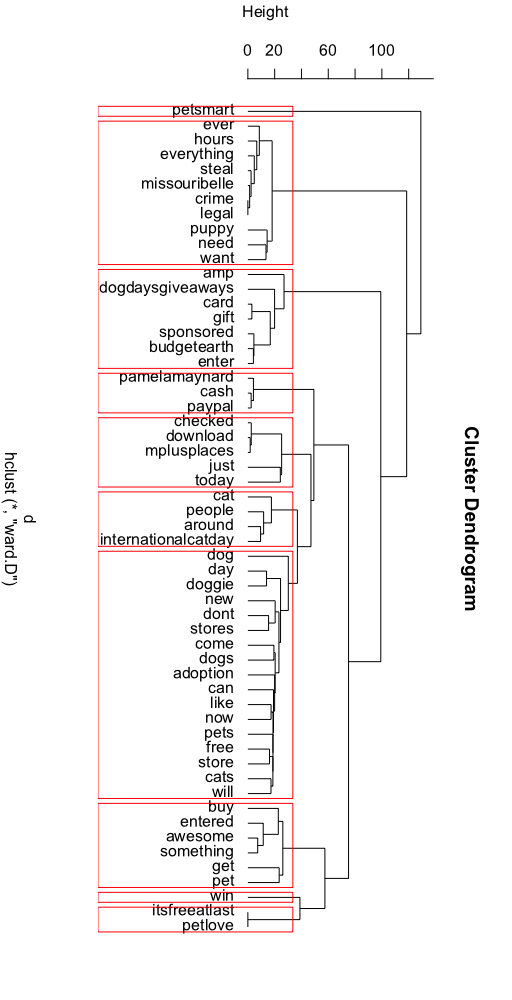 Height
0 20 60 100
petsmart
ever
hours
everything
steal
missouribelle
crime
legal
puppy
need
want
amp
dogdaysgiveaways
card
gift
sponsored
budgetearth
enter
pamelamaynard
cash
paypal
checked
download
mplusplaces
just
today
cat
people
around
internationalcatday
dog
day
doggie
new
dont
stores
come
dogs
adoption
can
like
now
pets
free
store
cats
will
buy
entered
awesome
something
get
pet
win
itsfreeatlast
petlove
Cluster Dendrogram
d
hclust (*, "ward.D")